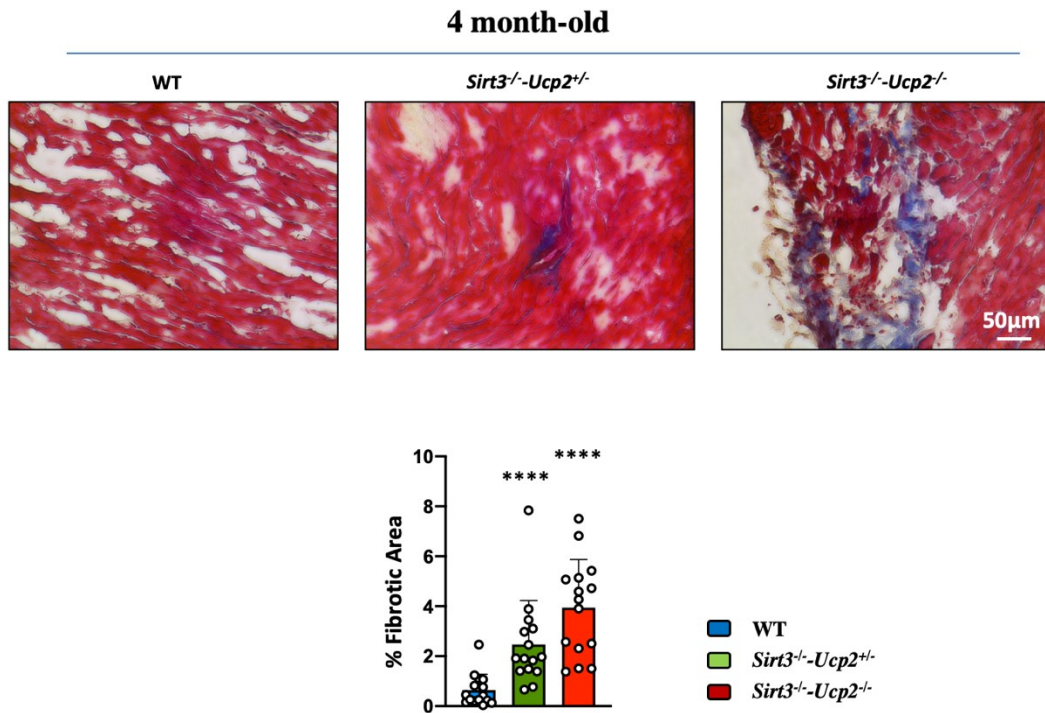 4 month-old
WT
Sirt3-/--Ucp2+/-
Sirt3-/--Ucp2-/-
50µm
% Fibrotic Area
10
8
6
4
2
0
****
****
WT
Sirt3-/--Ucp2+/-
Sirt3-/--Ucp2-/-